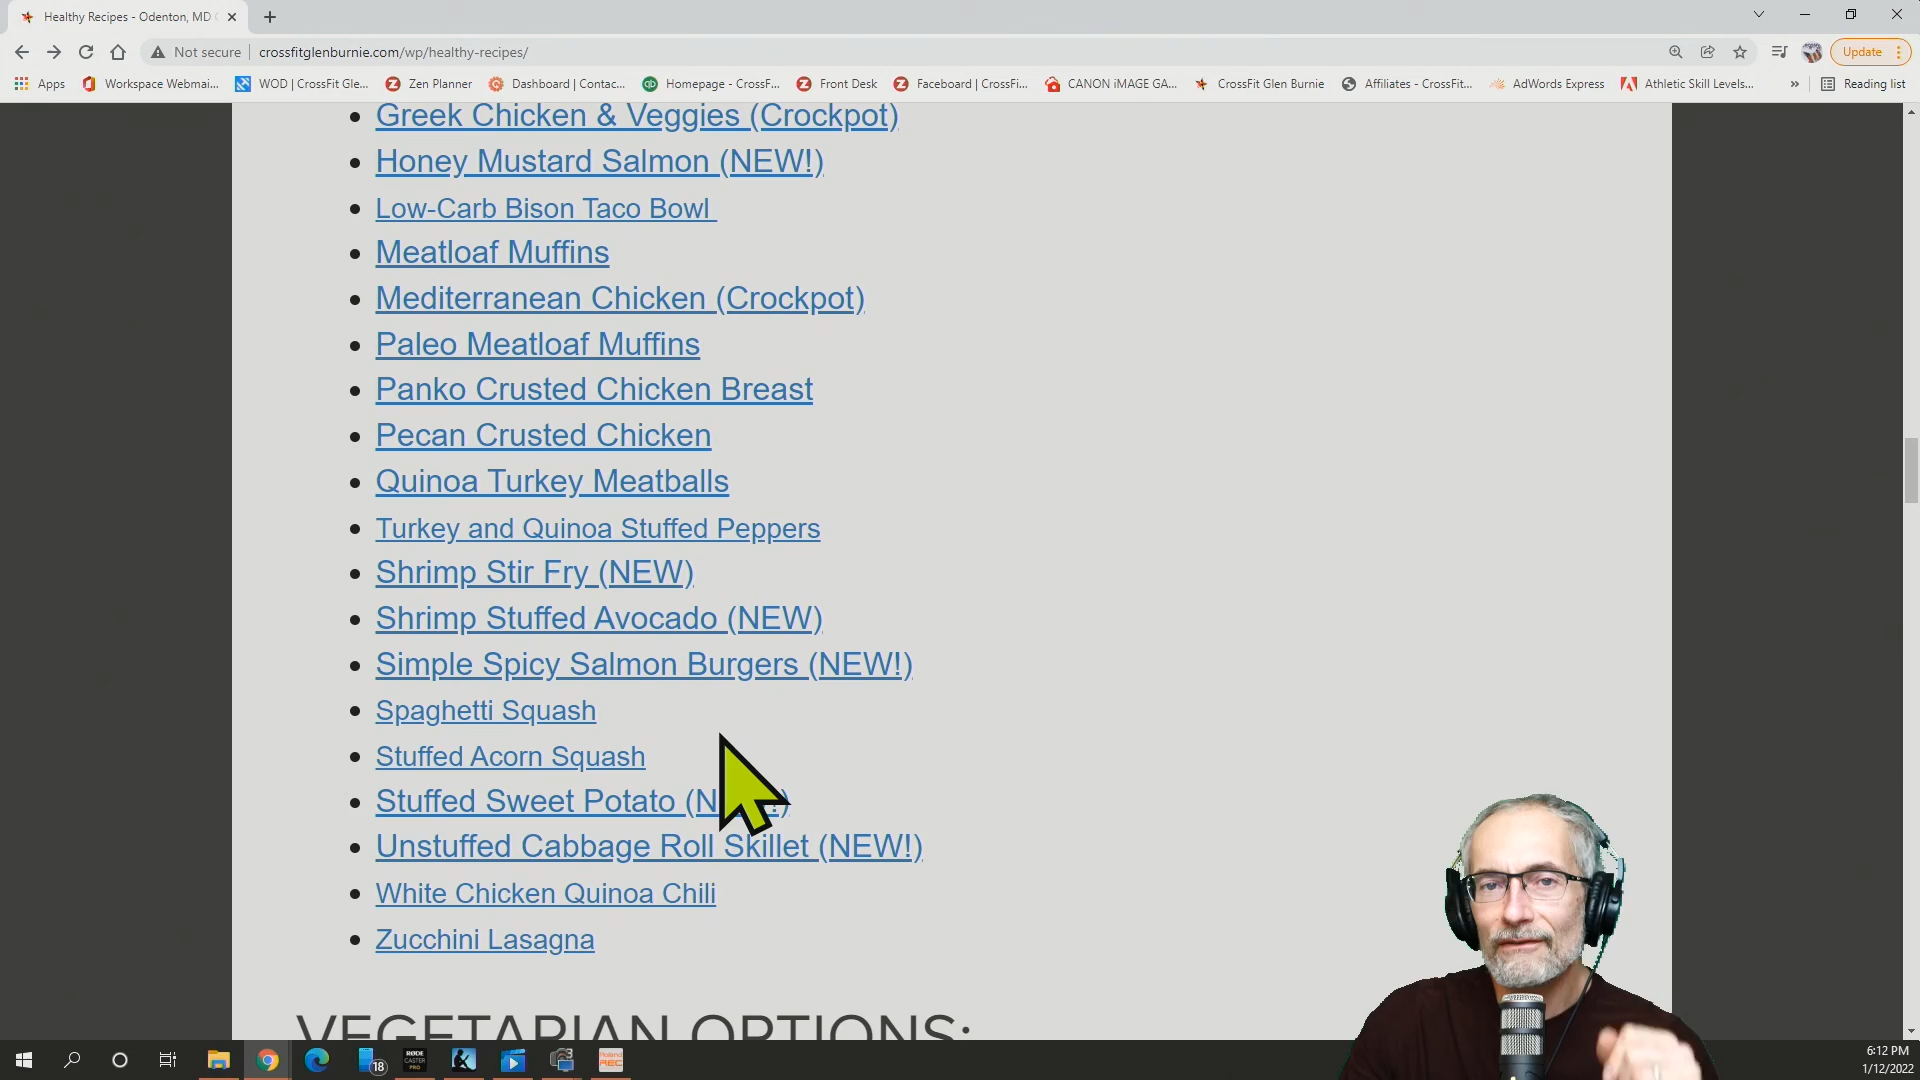 Healthy Recipes - Odenton, MD
Not secure
crossfitglenburnie.com/wp/healthy-recipes/
Update
Apps
Workspace Webmai...
WOD | CrossFit Gle...
Zen Planner
Dashboard | Contac...
Homepage - CrossF...
Front Desk
Faceboard | CrossFi...
CANON iMAGE GA...
CrossFit Glen Burnie
Affiliates - CrossFit...
AdWords Express
Athletic Skill Levels...
»
Reading list
Greek Chicken & Veggies (Crockpot)
Honey Mustard Salmon (NEW!)
Low-Carb Bison Taco Bowl
Meatloaf Muffins
Mediterranean Chicken (Crockpot)
Paleo Meatloaf Muffins
Panko Crusted Chicken Breast
Pecan Crusted Chicken
Quinoa Turkey Meatballs
Turkey and Quinoa Stuffed Peppers
Shrimp Stir Fry (NEW)
Shrimp Stuffed Avocado (NEW)
Simple Spicy Salmon Burgers (NEW!)
Spaghetti Squash
Stuffed Acorn Squash
Stuffed Sweet Potato
Unstuffed Cabbage Roll Skillet (NEW!)
White Chicken Quinoa Chili
Zucchini Lasagna
VEGETARIAN OPTIONS:
18
RØDE
CASTER
PRO
Roland
REC
6:12 PM
1/12/2022